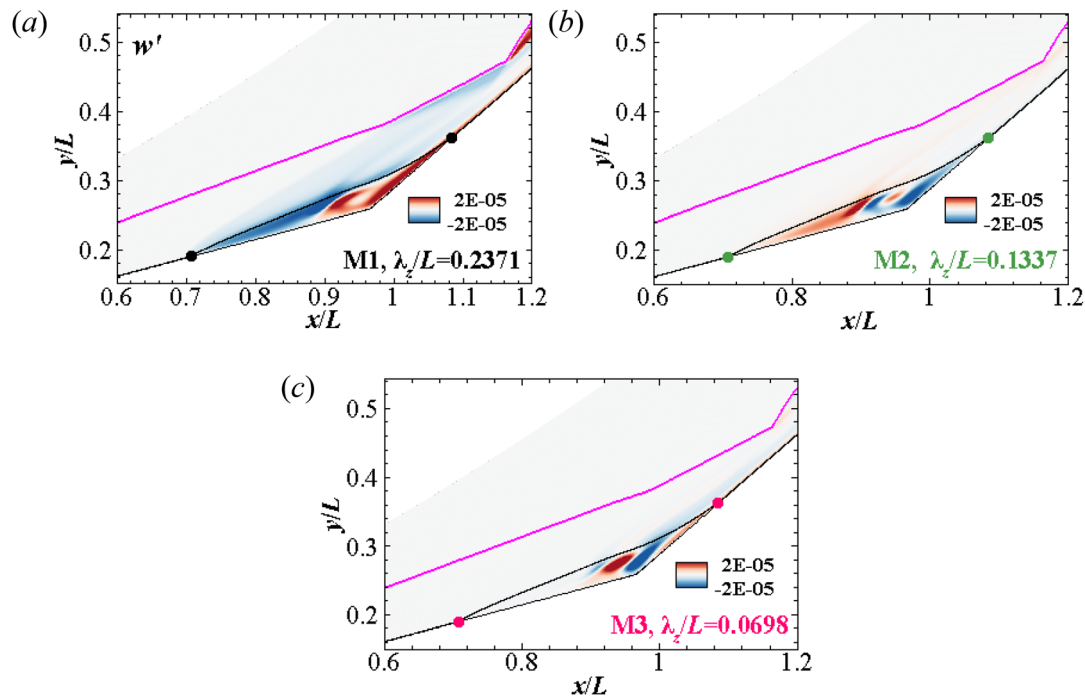 (a)
w'
0.5
0.4
0.3
0.2
y/L
2E-05
-2E-05
M1, λz/L=0.2371
0.6 0.7 0.8 0.9 1 1.1 1.2
x/L
(b)
0.5
0.4
0.3
0.2
y/L
2E-05
-2E-05
M2, λz/L=0.1337
0.6 0.8 1 1.2
x/L
(c)
0.5
0.4
0.3
0.2
y/L
2E-05
-2E-05
M3, λz/L=0.0698
0.6 0.8 1 1.2
x/L